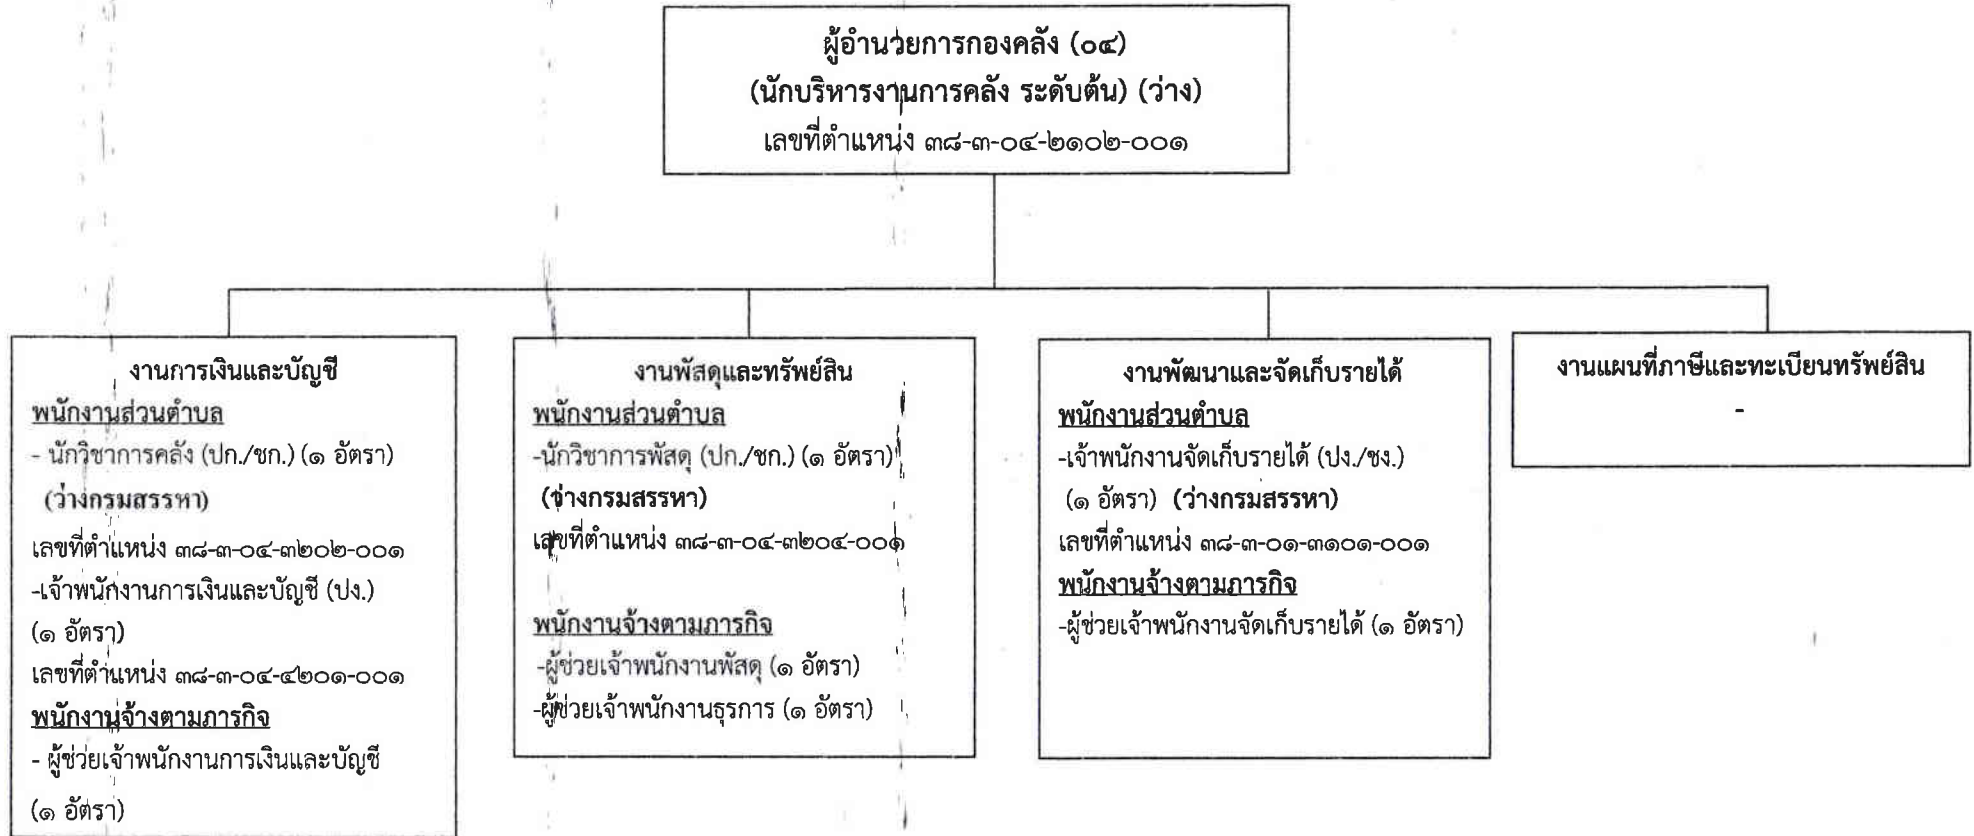 ผู้อำนวยการกองคลัง (๐๔)
(นักบริหารงานการคลัง ระดับต้น) (ว่าง)
เลขที่ตำแหน่ง ๓๘-๓-๐๔-๒๑๐๒-๐๐๑
งานการเงินและบัญชี
พนักงานส่วนตำบล
- นักวิชาการคลัง (ปก./ชก.) (๑ อัตรา)
(ว่างกรมสรรหา)
เลขที่ตำแหน่ง ๓๘-๓-๐๔-๓๒๐๒-๐๐๑
-เจ้าพนักงานการเงินและบัญชี (ปง.)
(๑ อัตรา)
เลขที่ตำแหน่ง ๓๘-๓-๐๔-๔๒๐๑-๐๐๑
พนักงานจ้างตามภารกิจ
- ผู้ช่วยเจ้าพนักงานการเงินและบัญชี
(๑ อัตรา)
งานพัสดุและทรัพย์สิน
พนักงานส่วนตำบล
-นักวิชาการพัสดุ (ปก./ชก.) (๑ อัตรา)
(ว่างกรมสรรหา)
เลขที่ตำแหน่ง ๓๘-๓-๐๔-๓๒๐๔-๐๐๑
พนักงานจ้างตามภารกิจ
-ผู้ช่วยเจ้าพนักงานพัสดุ (๑ อัตรา)
-ผู้ช่วยเจ้าพนักงานธุรการ (๑ อัตรา)
งานพัฒนาและจัดเก็บรายได้
พนักงานส่วนตำบล
-เจ้าพนักงานจัดเก็บรายได้ (ปง./ชง.)
(๑ อัตรา) (ว่างกรมสรรหา)
เลขที่ตำแหน่ง ๓๘-๓-๐๑-๓๑๐๑-๐๐๑
พนักงานจ้างตามภารกิจ
-ผู้ช่วยเจ้าพนักงานจัดเก็บรายได้ (๑ อัตรา)
งานแผนที่ภาษีและทะเบียนทรัพย์สิน
-